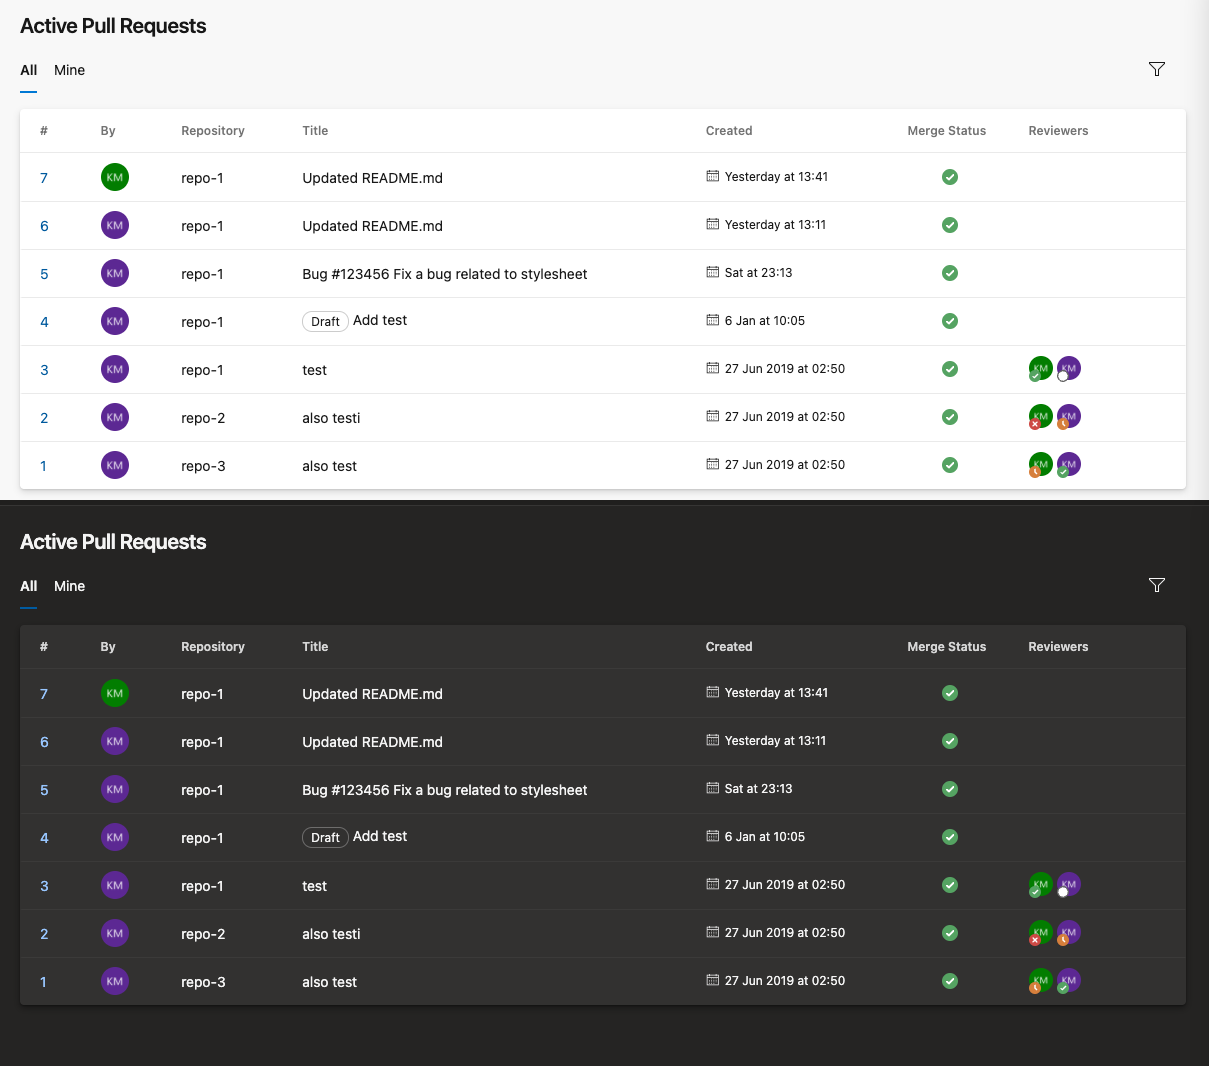 Active Pull Requests
All Mine
# By Repository Title Created Merge Status Reviewers
7 KM repo-1 Updated README.md Yesterday at 13:41
6 KM repo-1 Updated README.md Yesterday at 13:11
5 KM repo-1 Bug #123456 Fix a bug related to stylesheet Sat at 23:13
4 KM repo-1 Draft Add test 6 Jan at 10:05
3 KM repo-1 test 27 Jun 2019 at 02:50 KM KM
2 KM repo-2 also testi 27 Jun 2019 at 02:50 KM KM
1 KM repo-3 also test 27 Jun 2019 at 02:50 KM KM
Active Pull Requests
All Mine
# By Repository Title Created Merge Status Reviewers
7 KM repo-1 Updated README.md Yesterday at 13:41
6 KM repo-1 Updated README.md Yesterday at 13:11
5 KM repo-1 Bug #123456 Fix a bug related to stylesheet Sat at 23:13
4 KM repo-1 Draft Add test 6 Jan at 10:05
3 KM repo-1 test 27 Jun 2019 at 02:50 KM KM
2 KM repo-2 also testi 27 Jun 2019 at 02:50 KM KM
1 KM repo-3 also test 27 Jun 2019 at 02:50 KM KM